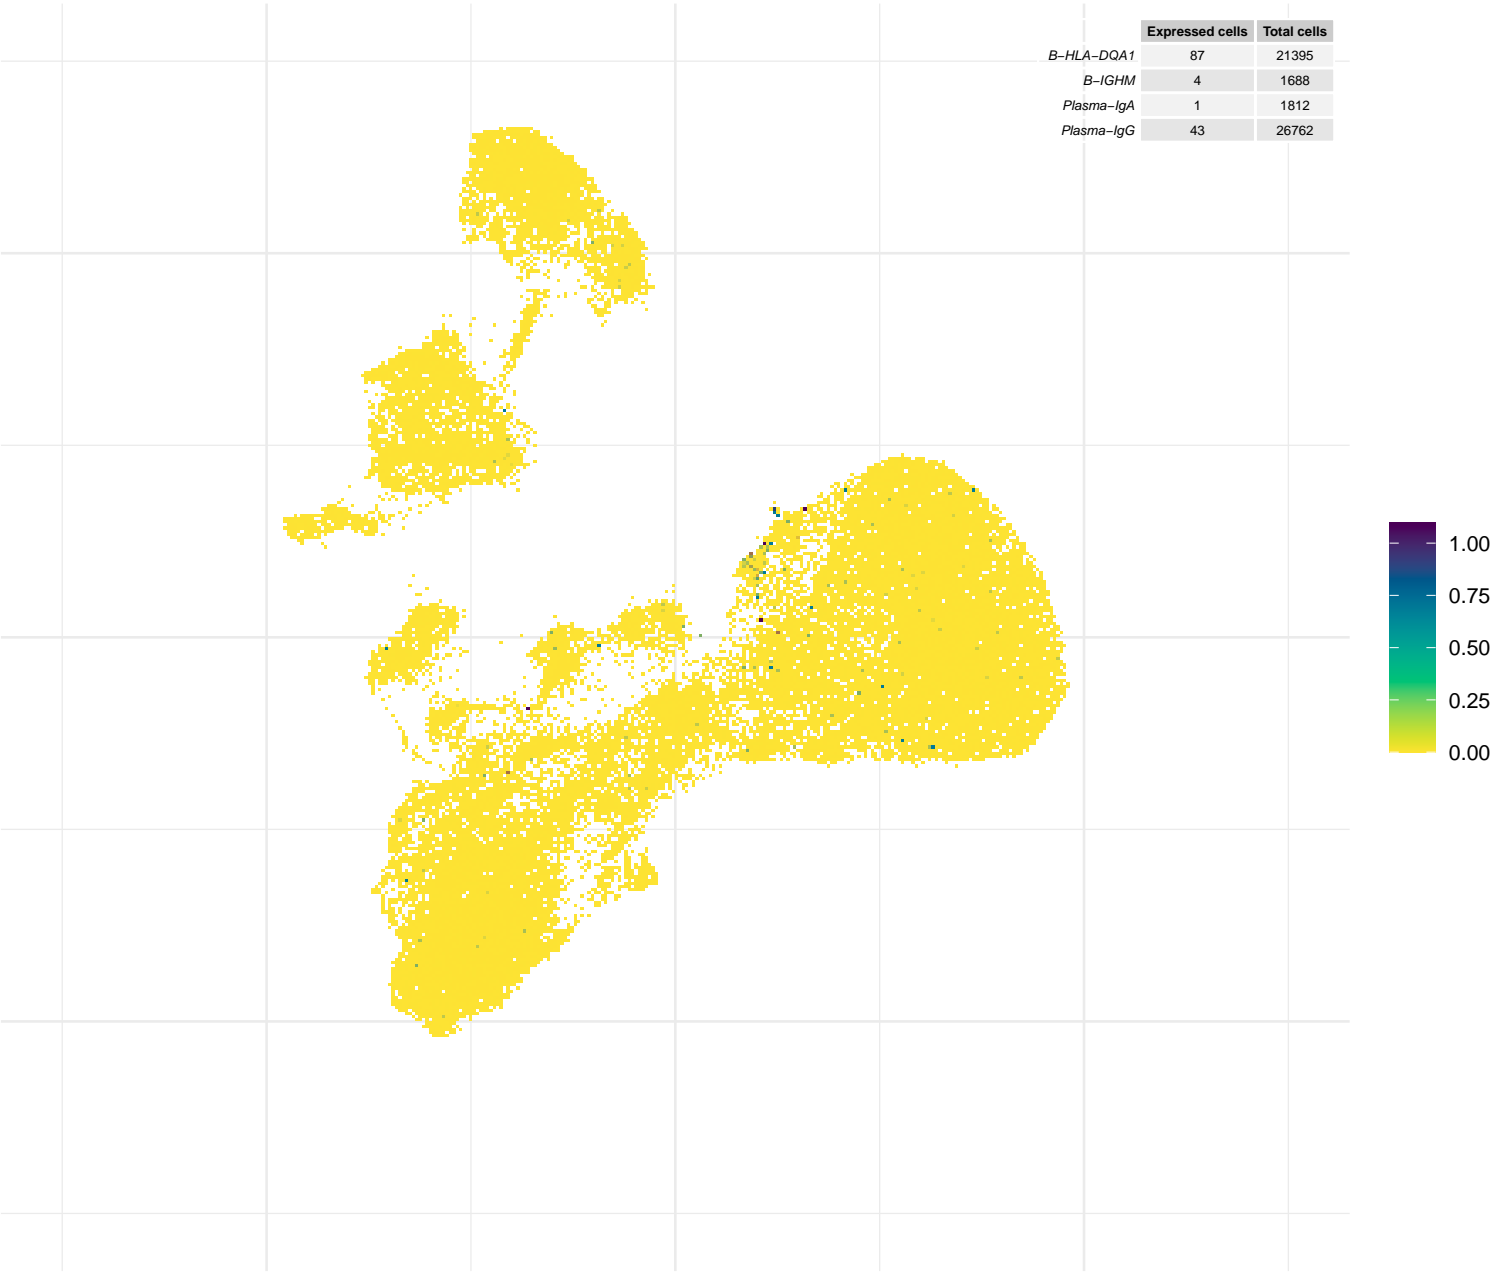 Expressed cells Total cells
B−HLA−DQA1 87 21395
B−IGHM 4 1688
Plasma−IgA 1 1812
Plasma−IgG 43 26762
1.00
0.75
0.50
0.25
0.00